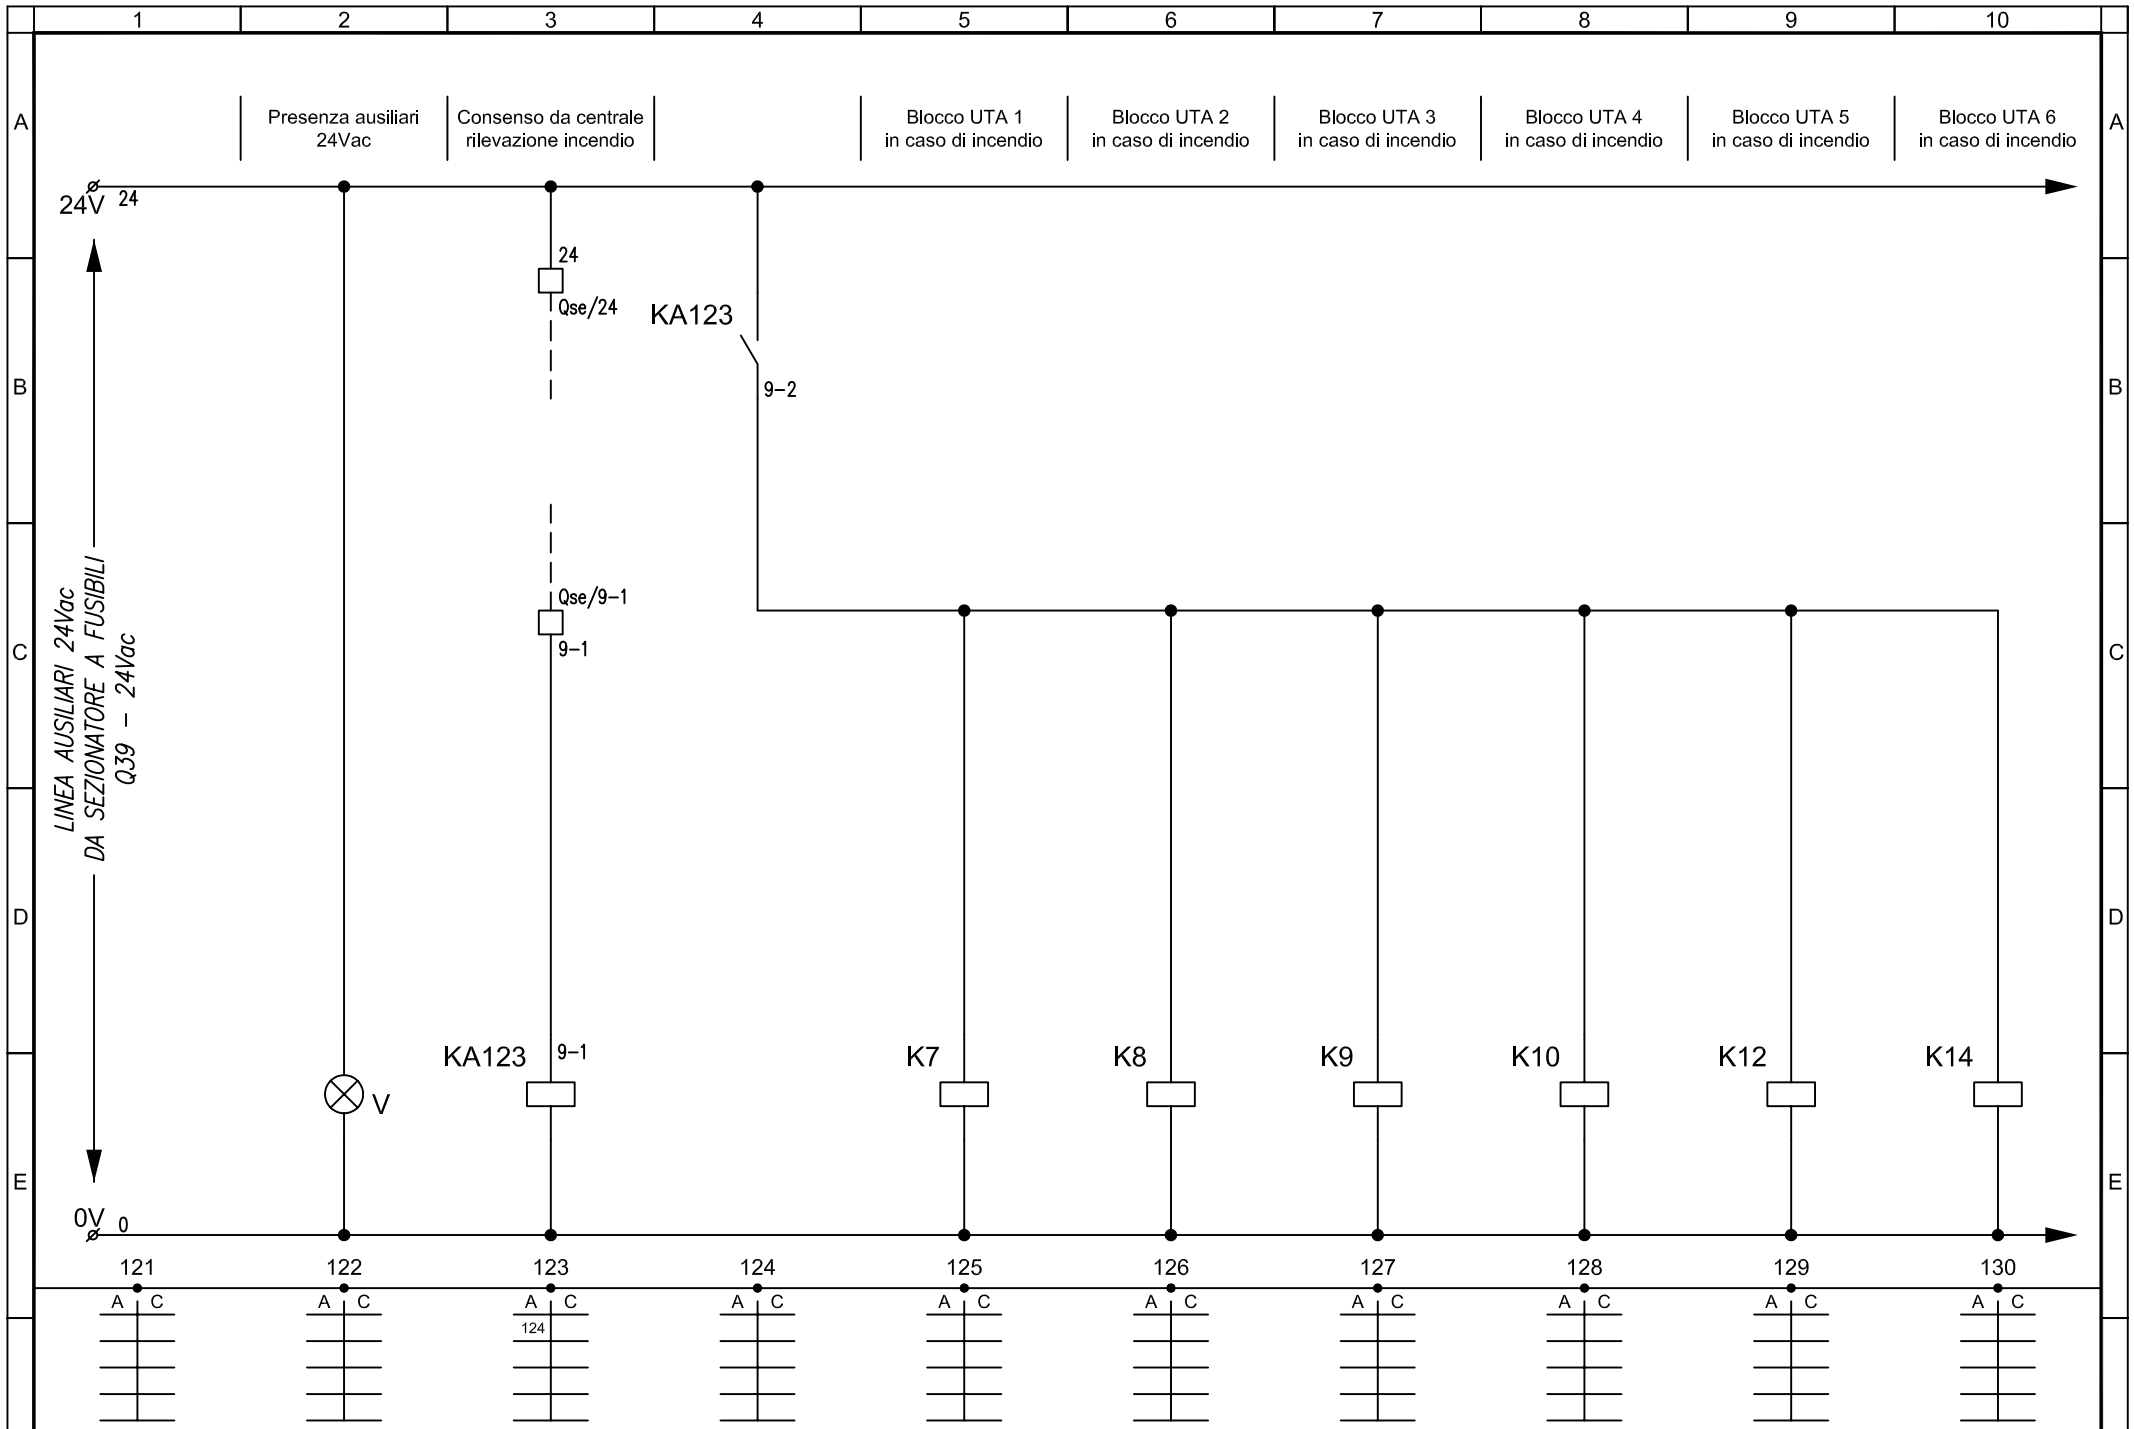 1 2 3 4 5 6 7 8 9 10
A A
Presenza ausiliari
24Vac
Consenso da centrale
rilevazione incendio
Blocco UTA 1
in caso di incendio
Blocco UTA 2
in caso di incendio
Blocco UTA 3
in caso di incendio
Blocco UTA 4
in caso di incendio
Blocco UTA 5
in caso di incendio
Blocco UTA 6
in caso di incendio
24V 24
24
Qse/24
KA123
B B
9-2
LINEA AUSILIARI 24Vac
DA SEZIONATORE A FUSIBILI
Q39 - 24Vac
Qse/9-1
9-1
C C
D D
KA123 9-1 K7 K8 K9 K10 K12 K14
V
E E
0V 0
121 122 123 124 125 126 127 128 129 130
A C A C A C A C A C A C A C A C A C A C
124